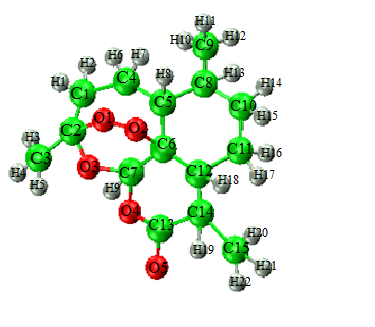 H11
H10 C9 H12
H6 H7
H2 H8 H13
H1 C4 C8 H14
C1 C5 C10 H15
O1 O2
C2
H3 C6 C11 H16
C3 O3 C7 C12 H17
H4 H5 H9 H18
O4 C14
C13 H20
H19 C15
O5 H21
H22